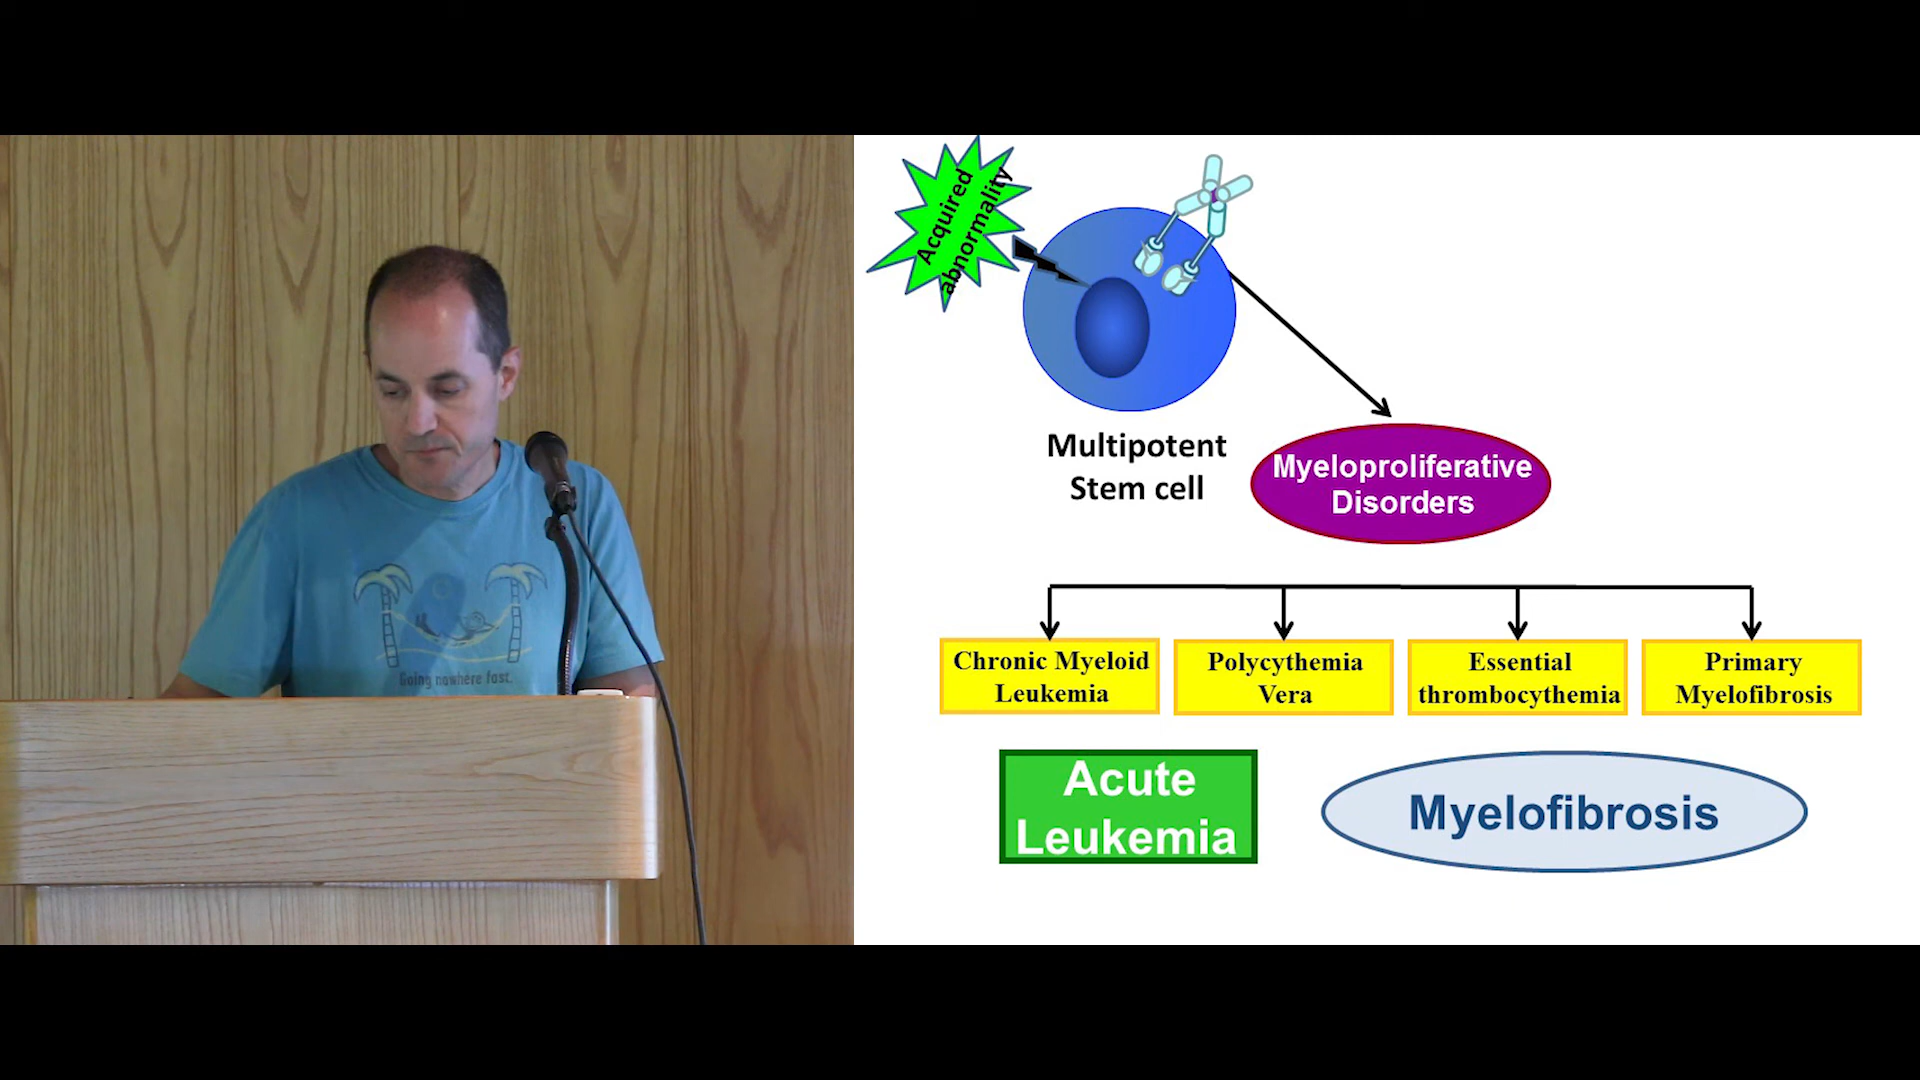 Acquired
abnormality
Multipotent
Stem cell
Myeloproliferative
Disorders
Chronic Myeloid
Leukemia
Polycythemia
Vera
Essential
thrombocythemia
Primary
Myelofibrosis
Acute
Leukemia
Myelofibrosis
Going nowhere fast.